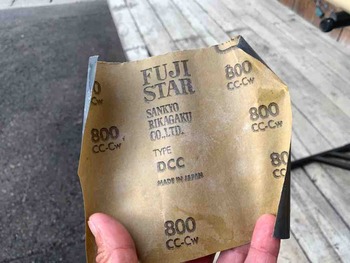 FUJI
STAR
SANKYO
RIKAGAKU
CO.,LTD.
TYPE
DCC
MADE IN JAPAN
800
CC-Cw
800
CC-Cw
800
CC-Cw
800
CC-Cw